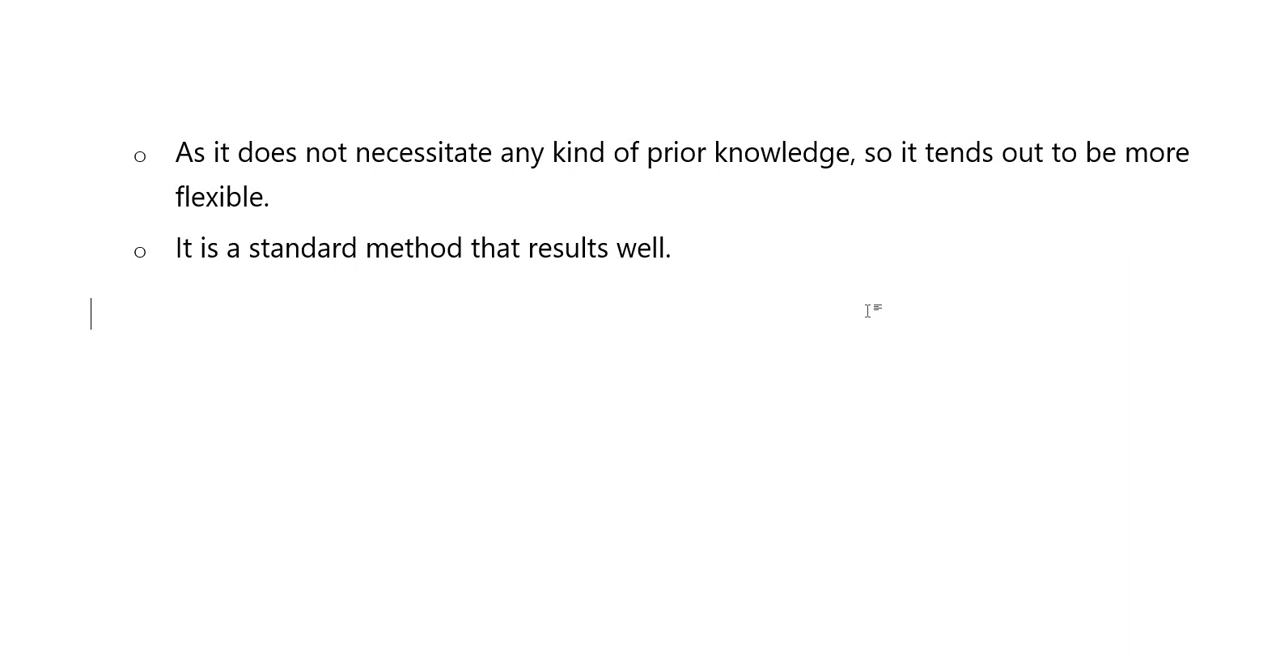 o As it does not necessitate any kind of prior knowledge, so it tends out to be more
flexible.
o It is a standard method that results well.